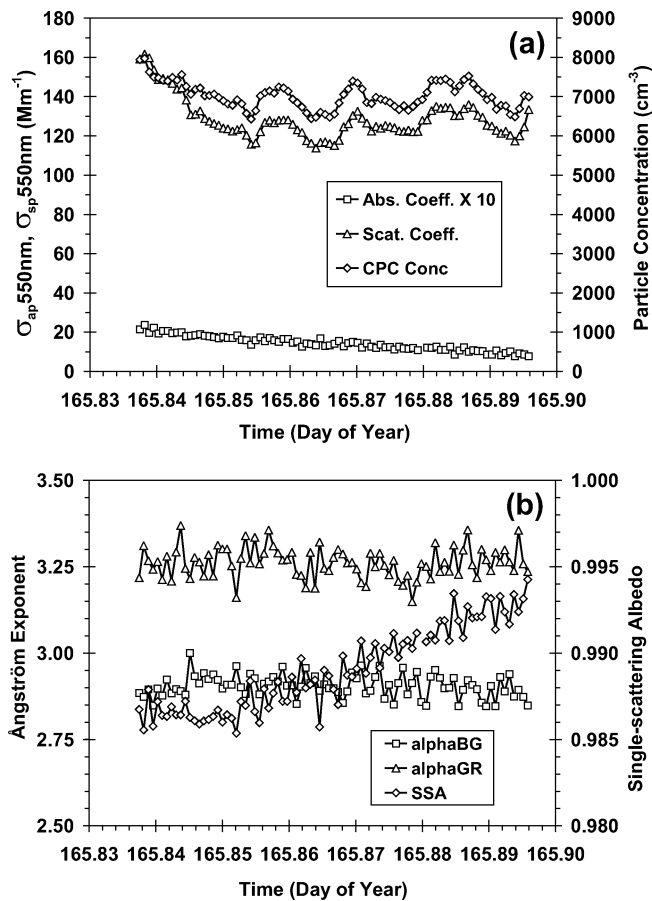 (a)
180
160
140
120
100
80
60
40
20
0
σap550nm, σsp550nm (Mm-1)
9000
8000
7000
6000
5000
4000
3000
2000
1000
0
Particle Concentration (cm-3)
Abs. Coeff. X 10
Scat. Coeff.
CPC Conc
165.83 165.84 165.85 165.86 165.87 165.88 165.89 165.90
Time (Day of Year)
(b)
3.50
3.25
3.00
2.75
2.50
Ångström Exponent
1.000
0.995
0.990
0.985
0.980
Single-scattering Albedo
alphaBG
alphaGR
SSA
165.83 165.84 165.85 165.86 165.87 165.88 165.89 165.90
Time (Day of Year)